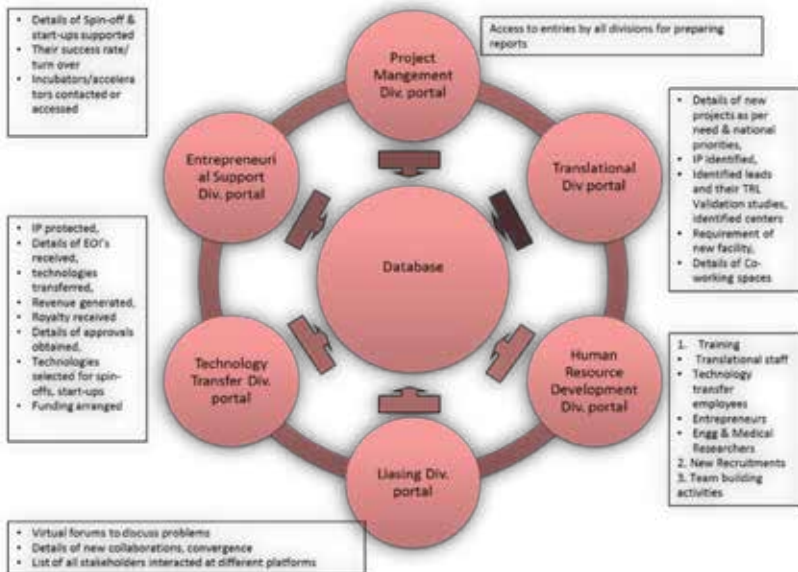 Details of Spin-off &
start-ups supported
Their success rate/
turn over
Incubators/accelera
tors contacted or
accessed
Access to entries by all divisions for preparing
reports
Project
Mangement
Div. portal
Entrepreneuri
al Support
Div. portal
Translational
Div portal
Database
Technology
Transfer Div.
portal
Human
Resource
Development
Div. portal
Liasing Div.
portal
• Details of new
projects as per
need & national
priorities,
• IP identified,
• Identified leads
and their TRL
Validation studies,
identified centers
• Requirement of
new facility,
• Details of Co-
working spaces
• IP protected,
• Details of EOI's
received,
• technologies
transferred,
• Revenue generated,
• Royalty received
• Details of approvals
obtained,
• Technologies
selected for spin-
offs, start-ups
• Funding arranged
1. Training
• Translational staff
• Technology
transfer
employees
• Entrepreneurs
• Engg & Medical
Researchers
2. New Recruitments
3. Team building
activities
• Virtual forums to discuss problems
• Details of new collaborations, convergence
• List of all stakeholders interacted at different platforms